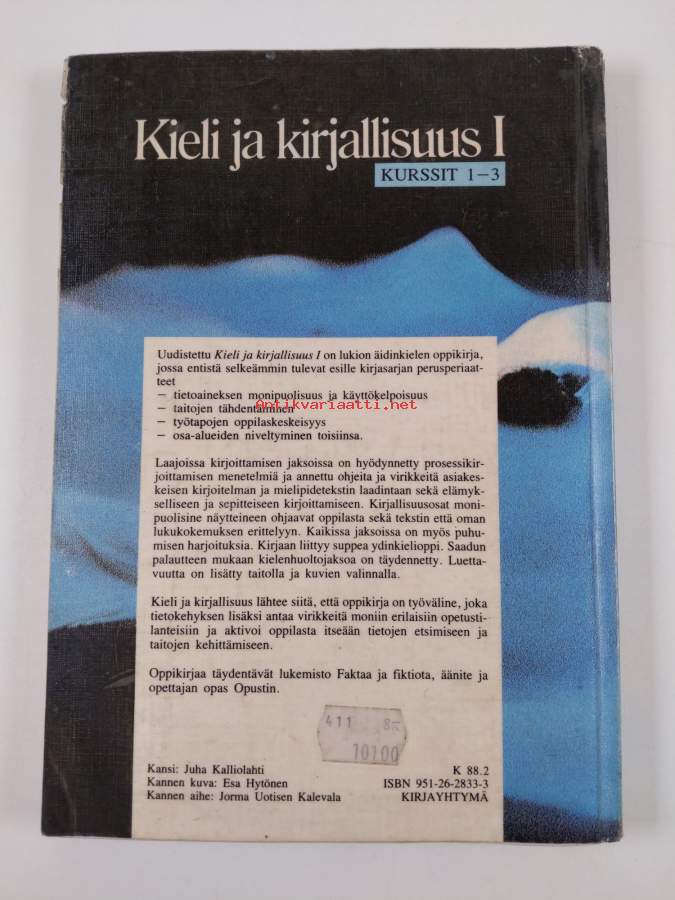 Kieli ja kirjallisuus I
KURSSIT 1–3
Uudistettu Kieli ja kirjallisuus I on lukion äidinkielen oppikirja,
jossa entistä selkeämmin tulevat esille kirjasarjan perusperiaat-
teet
– tietoaineksen monipuolisuus ja käyttökelpoisuus
– taitojen tähdentäminen
Antikvariaatti.net
– työtapojen oppilaskeskeisyys
– osa-alueiden niveltyminen toisiinsa.
Laajoissa kirjoittamisen jaksoissa on hyödynnetty prosessikir-
joittamisen menetelmiä ja annettu ohjeita ja virikkeitä asiakes-
keisen kirjoitelman ja mielipidetekstin laadintaan sekä elämyk-
selliseen ja sepitteiseen kirjoittamiseen. Kirjallisuusosat moni-
puolisine näytteineen ohjaavat oppilasta sekä tekstin että oman
lukukokemuksen erittelyyn. Kaikissa jaksoissa on myös puhu-
misen harjoituksia. Kirjaan liittyy suppea ydinkielioppi. Saadun
palautteen mukaan kielenhuoltojaksoa on täydennetty. Luetta-
vuutta on lisätty taitolla ja kuvien valinnalla.
Kieli ja kirjallisuus lähtee siitä, että oppikirja on työväline, joka
tietokehyksen lisäksi antaa virikkeitä moniin erilaisiin opetusti-
lanteisiin ja aktivoi oppilasta itseään tietojen etsimiseen ja
taitojen kehittämiseen.
Oppikirjaa täydentävät lukemisto Faktaa ja fiktiota, äänite ja
opettajan opas Opustin.
411
10100
Kansi: Juha Kalliolahti
Kannen kuva: Esa Hytönen
Kannen aihe: Jorma Uotisen Kalevala
K 88.2
ISBN 951-26-2833-3
KIRJAYHTYMÄ